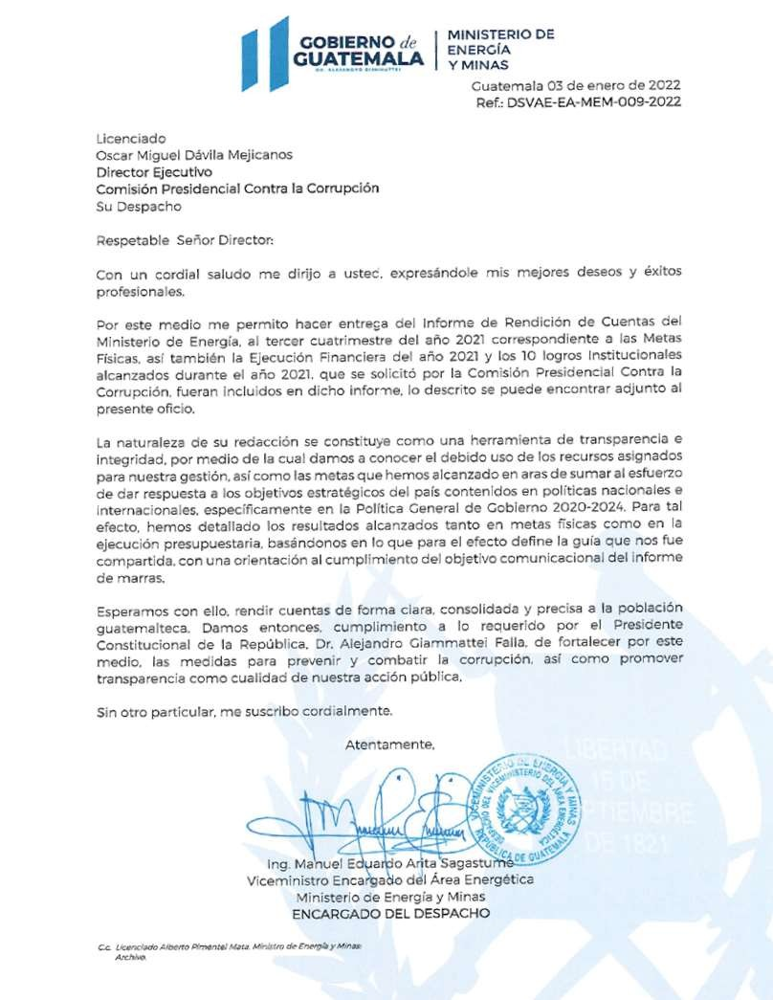 GOBIERNO de
GUATEMALA
DR. ALEJANDRO GIAMMATTEI
MINISTERIO DE
ENERGÍA
Y MINAS
Guatemala 03 de enero de 2022
Ref.: DSVAE-EA-MEM-009-2022
Licenciado
Oscar Miguel Dávila Mejicanos
Director Ejecutivo
Comisión Presidencial Contra la Corrupción
Su Despacho
Respetable Señor Director:
Con un cordial saludo me dirijo a usted, expresándole mis mejores deseos y éxitos
profesionales.
Por este medio me permito hacer entrega del Informe de Rendición de Cuentas del
Ministerio de Energía, al tercer cuatrimestre del año 2021 correspondiente a las Metas
Físicas, así también la Ejecución Financiera del año 2021 y los 10 logros Institucionales
alcanzados durante el año 2021, que se solicitó por la Comisión Presidencial Contra la
Corrupción, fueran incluidos en dicho informe, lo descrito se puede encontrar adjunto al
presente oficio.
La naturaleza de su redacción se constituye como una herramienta de transparencia e
integridad, por medio de la cual damos a conocer el debido uso de los recursos asignados
para nuestra gestión, así como las metas que hemos alcanzado en aras de sumar al esfuerzo
de dar respuesta a los objetivos estratégicos del país contenidos en políticas nacionales e
internacionales, específicamente en la Política General de Gobierno 2020-2024. Para tal
efecto, hemos detallado los resultados alcanzados tanto en metas físicas como en la
ejecución presupuestaria, basándonos en lo que para el efecto define la guía que nos fue
compartida, con una orientación al cumplimiento del objetivo comunicacional del informe
de marras.
Esperamos con ello, rendir cuentas de forma clara, consolidada y precisa a la población
guatemalteca. Damos entonces, cumplimiento a lo requerido por el Presidente
Constitucional de la República, Dr. Alejandro Giammattei Falla, de fortalecer por este
medio, las medidas para prevenir y combatir la corrupción, así como promover
transparencia como cualidad de nuestra acción pública.
Sin otro particular, me suscribo cordialmente.
Atentamente,
VICEMINISTERIO DE ENERGÍA Y MINAS
DESPACHO DEL VICEMINISTERIO DEL ÁREA ENERGÉTICA
REPÚBLICA DE GUATEMALA
LIBERTAD
15 DE
SEPTIEMBRE
DE 1821
Ing. Manuel Eduardo Arita Sagastume
Viceministro Encargado del Área Energética
Ministerio de Energía y Minas
ENCARGADO DEL DESPACHO
C.c. Licenciado Alberto Pimentel Mata. Ministro de Energía y Minas
Archivo.